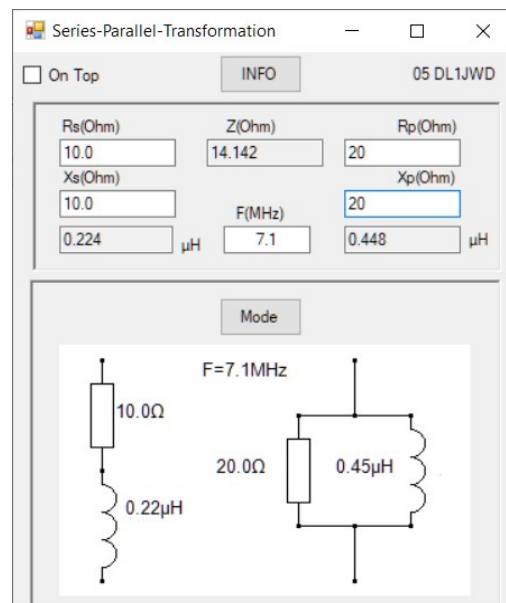 Series-Parallel-Transformation
On Top INFO 05 DL1JWD
Rs(Ohm) Z(Ohm) Rp(Ohm)
10.0 14.142 20
Xs(Ohm) Xp(Ohm)
10.0 F(MHz) 20
0.224 µH 7.1 0.448 µH
Mode
F=7.1MHz
10.0Ω
20.0Ω 0.45µH
0.22µH